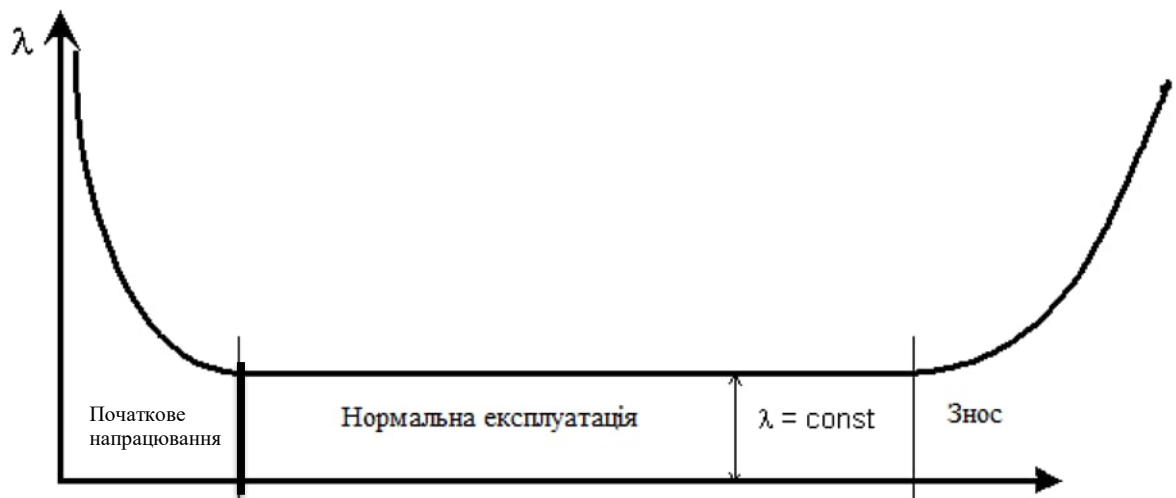 λ
Початкове
напрацювання
Нормальна експлуатація
λ = const
Знос